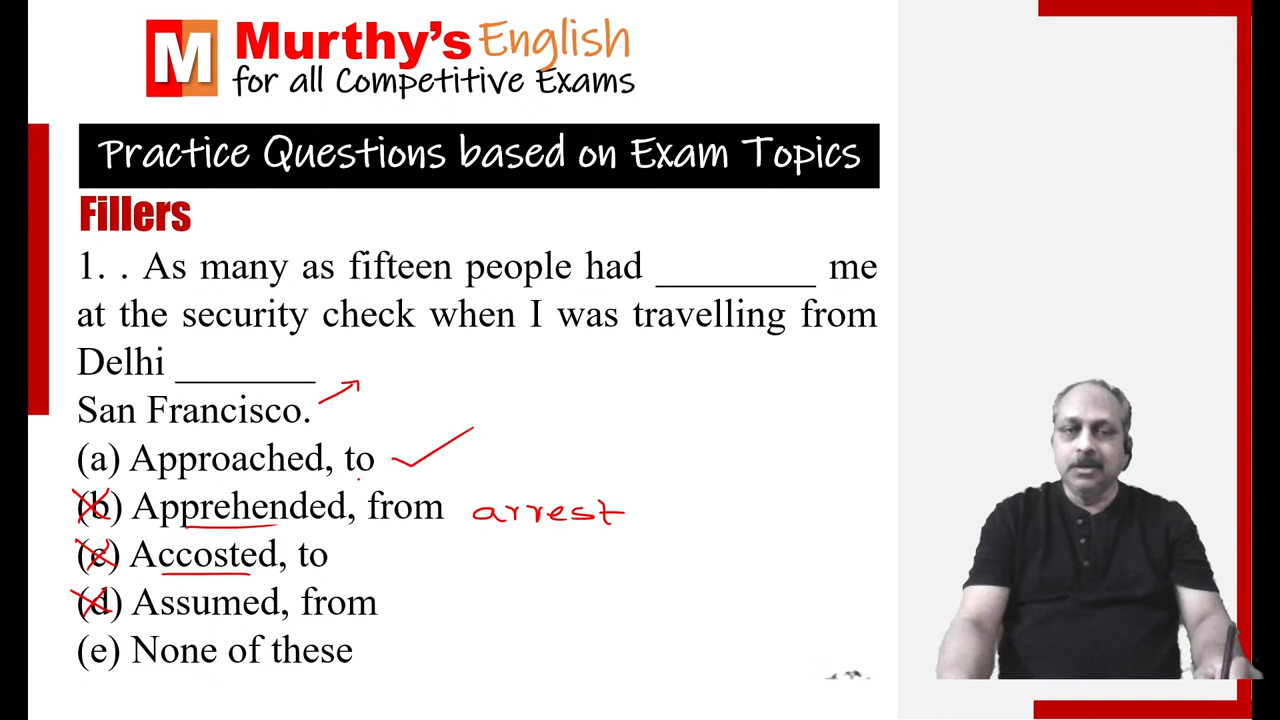 M Murthy's English
for all Competitive Exams
Practice Questions based on Exam Topics
Fillers
1. . As many as fifteen people had ________ me
at the security check when I was travelling from
Delhi _______
San Francisco.
(a) Approached, to
(b) Apprehended, from arrest
(c) Accosted, to
(d) Assumed, from
(e) None of these